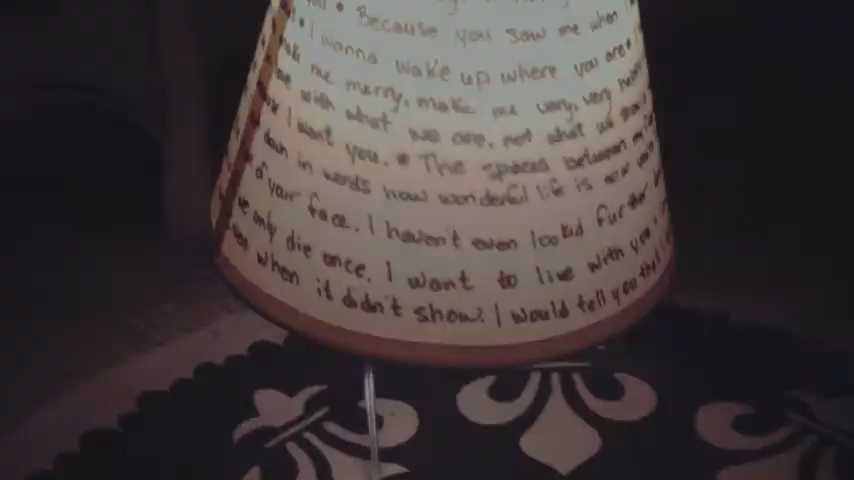 Because you saw me when
I wanna wake up where you are
me merry, make me very, very
with what we are, not what we
I want you. • The spaces between
down in words how wonderful life is now
of your face. I haven't even looked further
only die once. I want to live with you.
when it didn't show. I would tell you that